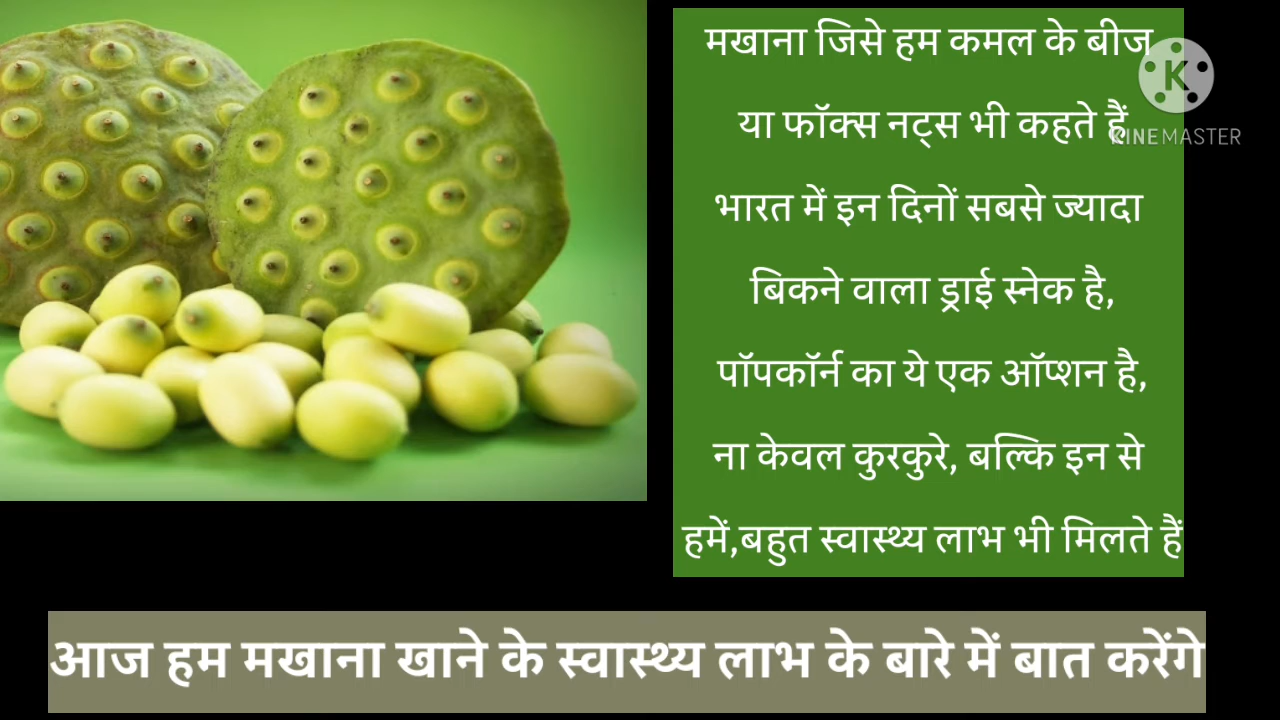 मखाना जिसे हम कमल के बीज
या फॉक्स नट्स भी कहते हैं
भारत में इन दिनों सबसे ज्यादा
बिकने वाला ड्राई स्नेक है,
पॉपकॉर्न का ये एक ऑप्शन है,
ना केवल कुरकुरे, बल्कि इन से
हमें,बहुत स्वास्थ्य लाभ भी मिलते हैं
K
KINEMASTER
आज हम मखाना खाने के स्वास्थ्य लाभ के बारे में बात करेंगे